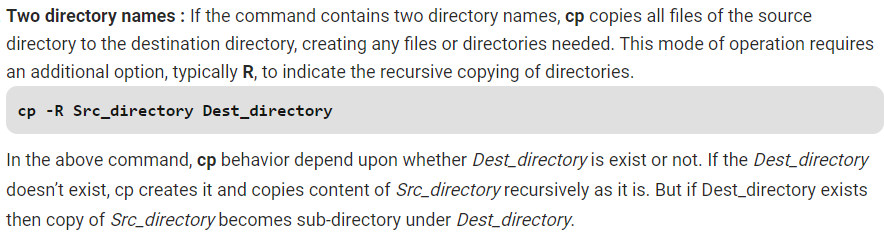 Two directory names : If the command contains two directory names, cp copies all files of the source
directory to the destination directory, creating any files or directories needed. This mode of operation requires
an additional option, typically R, to indicate the recursive copying of directories.
cp -R Src_directory Dest_directory
In the above command, cp behavior depend upon whether Dest_directory is exist or not. If the Dest_directory
doesn’t exist, cp creates it and copies content of Src_directory recursively as it is. But if Dest_directory exists
then copy of Src_directory becomes sub-directory under Dest_directory.